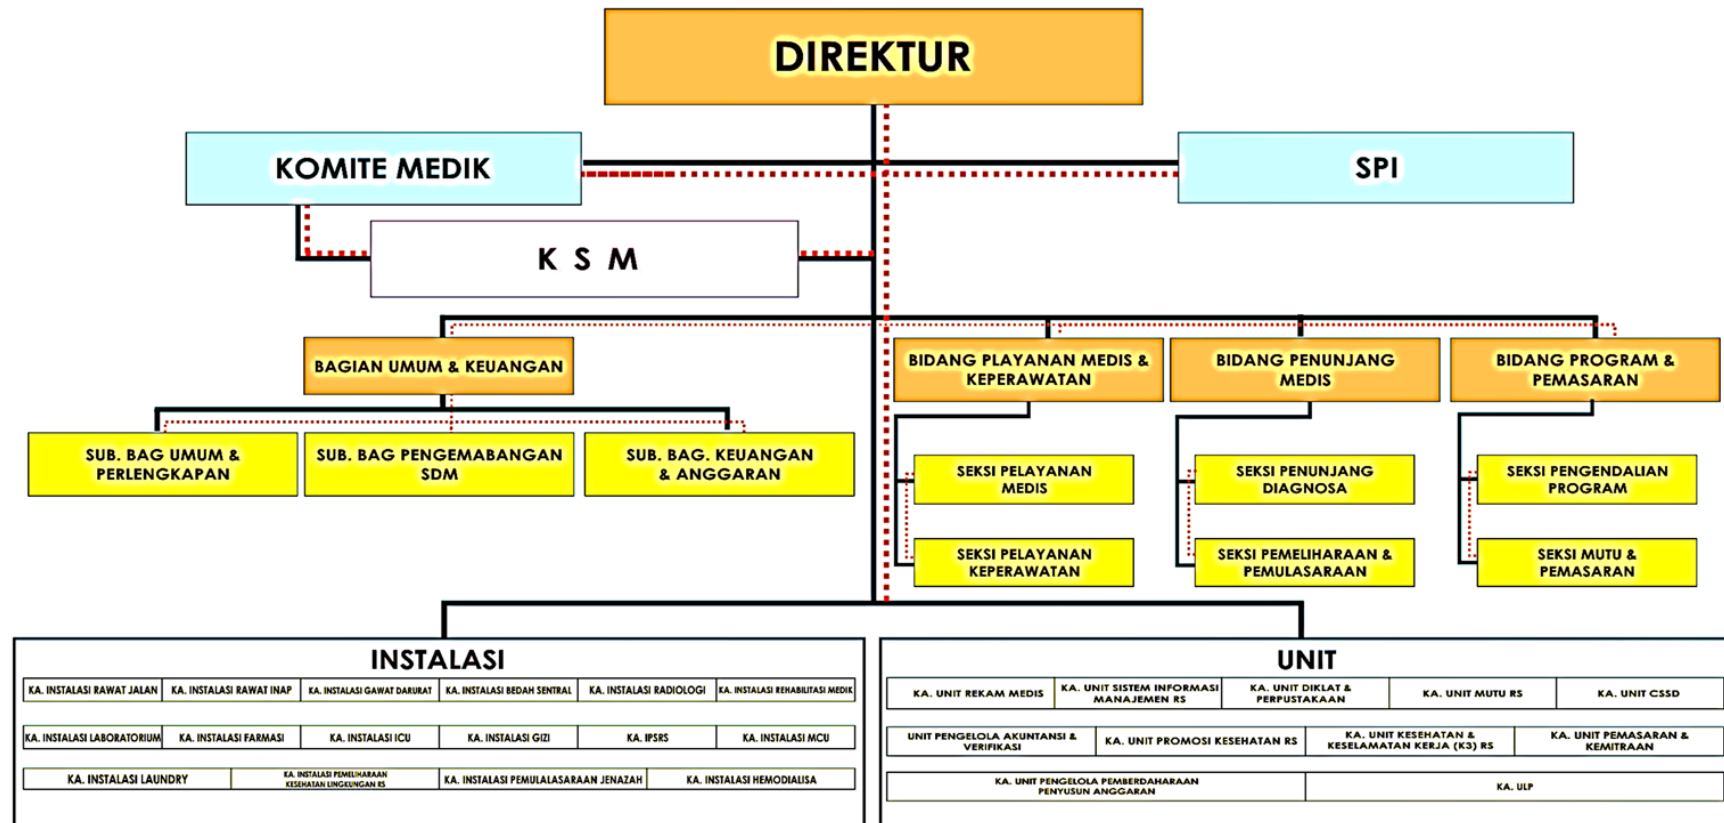 DIREKTUR
KOMITE MEDIK
SPI
K S M
BAGIAN UMUM & KEUANGAN
BIDANG PLAYANAN MEDIS &
KEPERAWATAN
BIDANG PENUNJANG
MEDIS
BIDANG PROGRAM &
PEMASARAN
SUB. BAG UMUM &
PERLENGKAPAN
SUB. BAG PENGEMABANGAN
SDM
SUB. BAG. KEUANGAN
& ANGGARAN
SEKSI PELAYANAN
MEDIS
SEKSI PENUNJANG
DIAGNOSA
SEKSI PENGENDALIAN
PROGRAM
SEKSI PELAYANAN
KEPERAWATAN
SEKSI PEMELIHARAAN &
PEMULASARAAN
SEKSI MUTU &
PEMASARAN
INSTALASI
KA. INSTALASI RAWAT JALAN
KA. INSTALASI RAWAT INAP
KA. INSTALASI GAWAT DARURAT
KA. INSTALASI BEDAH SENTRAL
KA. INSTALASI RADIOLOGI
KA. INSTALASI REHABILITASI MEDIK
KA. INSTALASI LABORATORIUM
KA. INSTALASI FARMASI
KA. INSTALASI ICU
KA. INSTALASI GIZI
KA. IPSRS
KA. INSTALASI MCU
KA. INSTALASI LAUNDRY
KA. INSTALASI PEMELIHARAAN
KESEHATAN LINGKUNGAN RS
KA. INSTALASI PEMULALASARAAN JENAZAH
KA. INSTALASI HEMODIALISA
UNIT
KA. UNIT REKAM MEDIS
KA. UNIT SISTEM INFORMASI
MANAJEMEN RS
KA. UNIT DIKLAT &
PERPUSTAKAAN
KA. UNIT MUTU RS
KA. UNIT CSSD
UNIT PENGELOLA AKUNTANSI &
VERIFIKASI
KA. UNIT PROMOSI KESEHATAN RS
KA. UNIT KESEHATAN &
KESELAMATAN KERJA (K3) RS
KA. UNIT PEMASARAN &
KEMITRAAN
KA. UNIT PENGELOLA PEMBERDAHARAAN
PENYUSUN ANGGARAN
KA. ULP